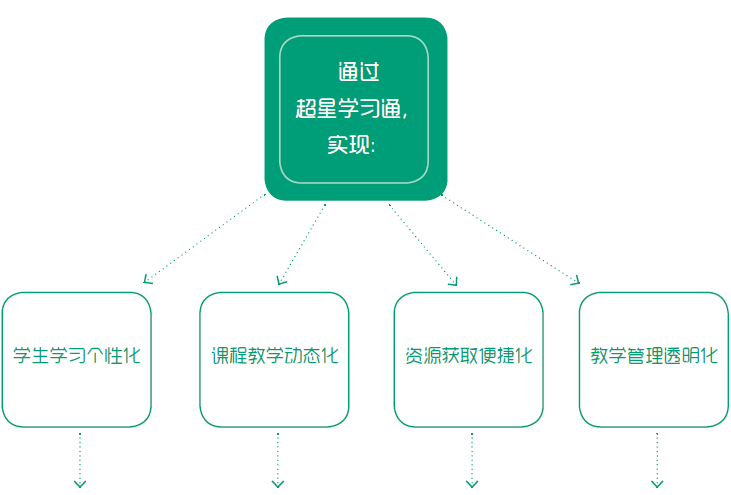 通过
超星学习通,
实现:
学生学习个性化
课程教学动态化
资源获取便捷化
教学管理透明化